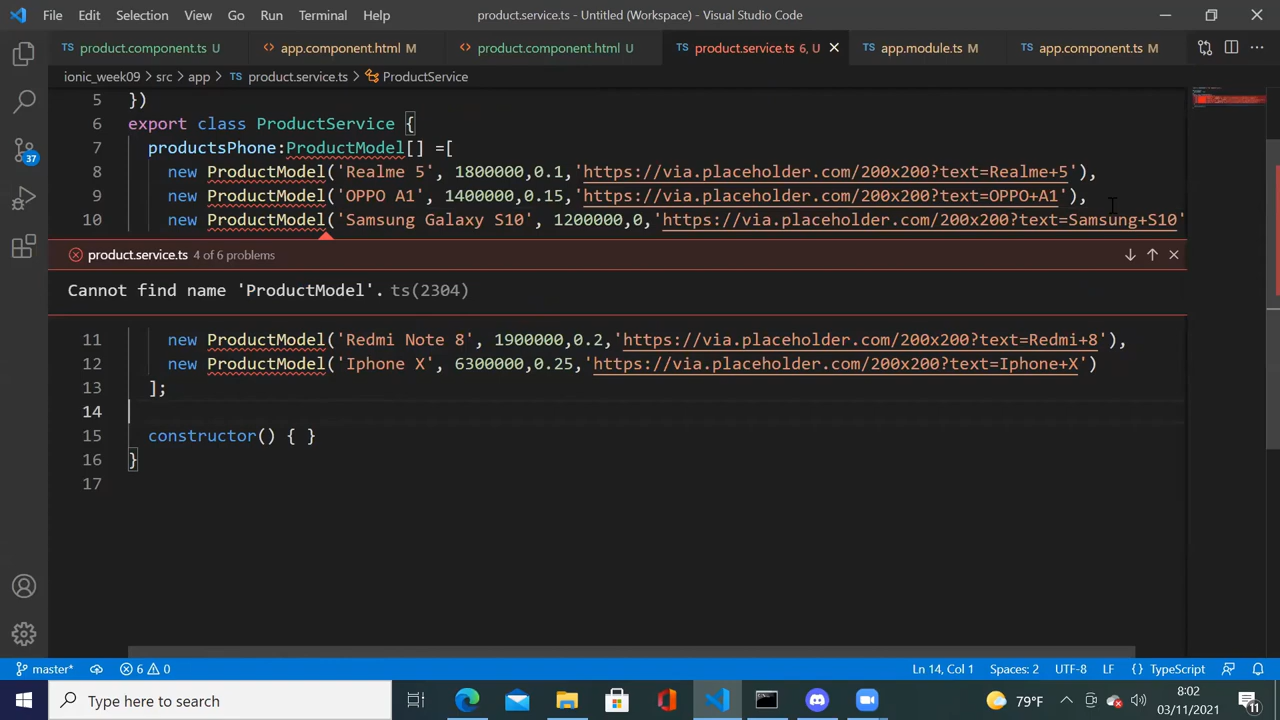 File Edit Selection View Go Run Terminal Help product.service.ts - Untitled (Workspace) - Visual Studio Code
product.component.ts U app.component.html M product.component.html U product.service.ts 6, U app.module.ts M app.component.ts M
ionic_week09 > src > app > TS product.service.ts > ProductService
5 })
6 export class ProductService {
7 productsPhone:ProductModel[] =[
8 new ProductModel('Realme 5', 1800000,0.1,'https://via.placeholder.com/200x200?text=Realme+5'),
9 new ProductModel('OPPO A1', 1400000,0.15,'https://via.placeholder.com/200x200?text=OPPO+A1'),
10 new ProductModel('Samsung Galaxy S10', 1200000,0,'https://via.placeholder.com/200x200?text=Samsung+S10'
product.service.ts 4 of 6 problems
Cannot find name 'ProductModel'. ts(2304)
11 new ProductModel('Redmi Note 8', 1900000,0.2,'https://via.placeholder.com/200x200?text=Redmi+8'),
12 new ProductModel('Iphone X', 6300000,0.25,'https://via.placeholder.com/200x200?text=Iphone+X')
13 ];
14
15 constructor() { }
16 }
17
37
master* 6 0 Ln 14, Col 1 Spaces: 2 UTF-8 LF {} TypeScript
Type here to search 79°F 8:02
03/11/2021 11